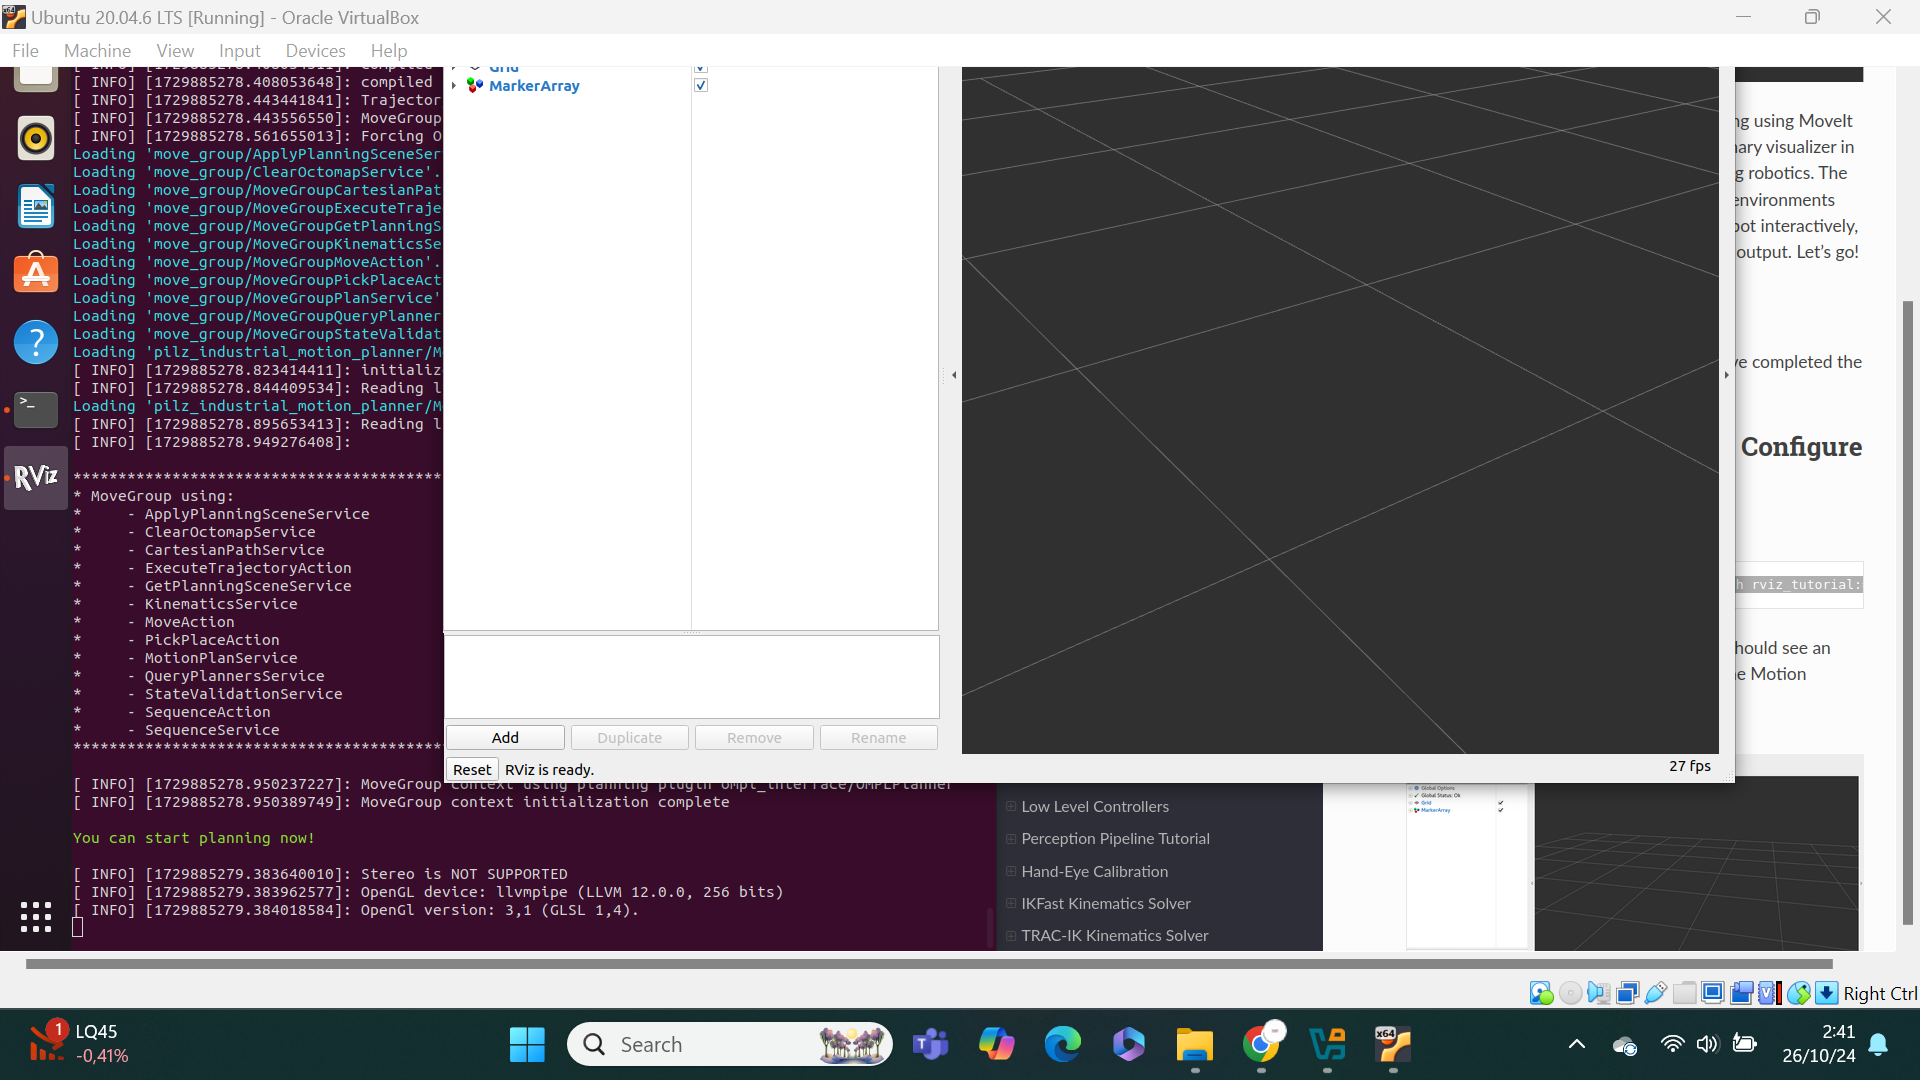 Ubuntu 20.04.6 LTS [Running] - Oracle VirtualBox
File Machine View Input Devices Help
[ INFO] [1729885278.408053648]: compiled
[ INFO] [1729885278.443441841]: Trajector
[ INFO] [1729885278.443556550]: MoveGroup
[ INFO] [1729885278.561655013]: Forcing O
Loading 'move_group/ApplyPlanningSceneSer
Loading 'move_group/ClearOctomapService'.
Loading 'move_group/MoveGroupCartesianPat
Loading 'move_group/MoveGroupExecuteTraje
Loading 'move_group/MoveGroupGetPlanningS
Loading 'move_group/MoveGroupKinematicsSe
Loading 'move_group/MoveGroupMoveAction'.
Loading 'move_group/MoveGroupPickPlaceAct
Loading 'move_group/MoveGroupPlanService'
Loading 'move_group/MoveGroupQueryPlanner
Loading 'move_group/MoveGroupStateValidat
Loading 'pilz_industrial_motion_planner/M
[ INFO] [1729885278.823414411]: initializ
[ INFO] [1729885278.844409534]: Reading l
Loading 'pilz_industrial_motion_planner/M
[ INFO] [1729885278.895653413]: Reading l
[ INFO] [1729885278.949276408]:
*****************************************
* MoveGroup using:
* - ApplyPlanningSceneService
* - ClearOctomapService
* - CartesianPathService
* - ExecuteTrajectoryAction
* - GetPlanningSceneService
* - KinematicsService
* - MoveAction
* - PickPlaceAction
* - MotionPlanService
* - QueryPlannersService
* - StateValidationService
* - SequenceAction
* - SequenceService
*****************************************
[ INFO] [1729885278.950237227]: MoveGroup context using planning plugin ompl_interface/OMPLPlanner
[ INFO] [1729885278.950389749]: MoveGroup context initialization complete
You can start planning now!
[ INFO] [1729885279.383640010]: Stereo is NOT SUPPORTED
[ INFO] [1729885279.383962577]: OpenGL device: llvmpipe (LLVM 12.0.0, 256 bits)
[ INFO] [1729885279.384018584]: OpenGl version: 3,1 (GLSL 1,4).
RViz
>_
?
Grid
MarkerArray
Add
Duplicate
Remove
Rename
Reset
RViz is ready.
27 fps
ng using MoveIt
nary visualizer in
g robotics. The
environments
bot interactively,
output. Let's go!
ve completed the
Configure
h rviz_tutorial:
hould see an
e Motion
Low Level Controllers
Perception Pipeline Tutorial
Hand-Eye Calibration
IKFast Kinematics Solver
TRAC-IK Kinematics Solver
Global Options
Global Status: Ok
Grid
MarkerArray
Right Ctrl
1
LQ45
-0,41%
Search
x64
2:41
26/10/24